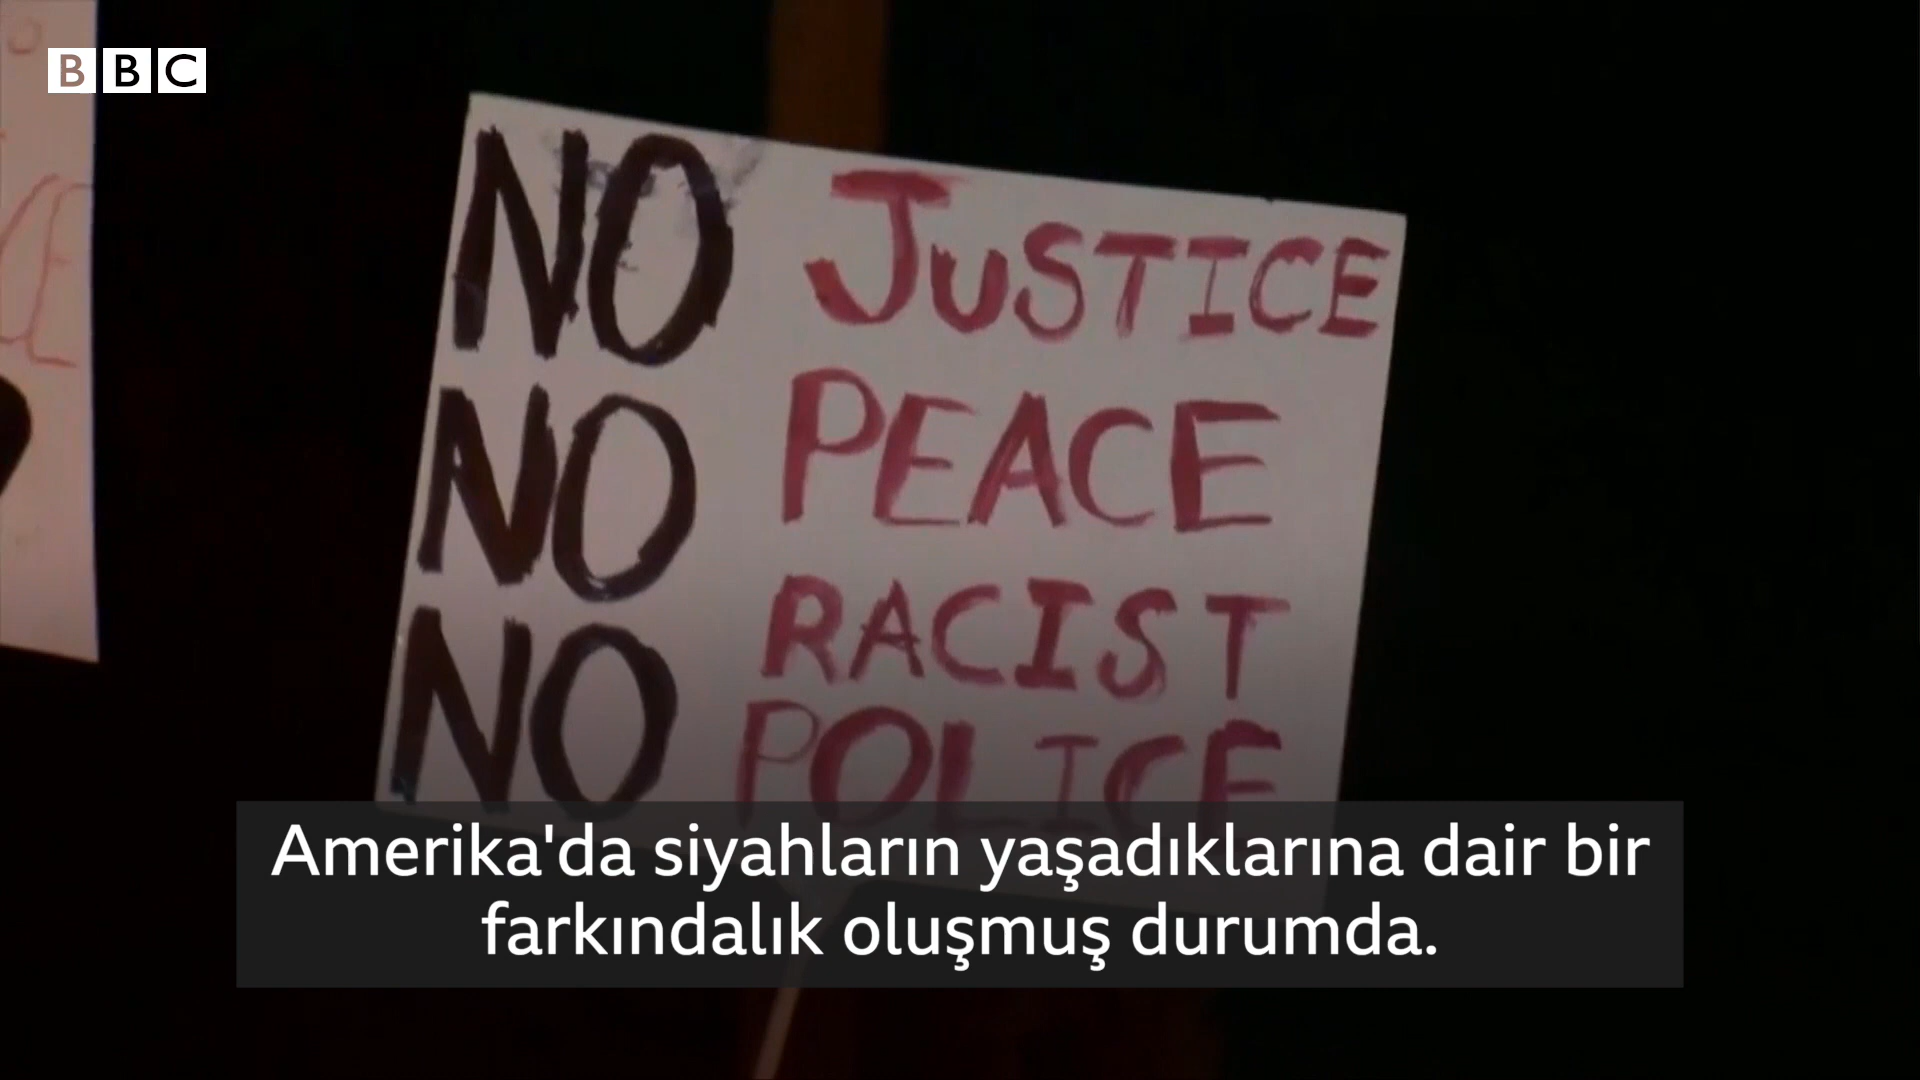 BBC
NO JUSTICE
NO PEACE
NO RACIST
POLICE
Amerika'da siyahların yaşadıklarına dair bir
farkındalık oluşmuş durumda.